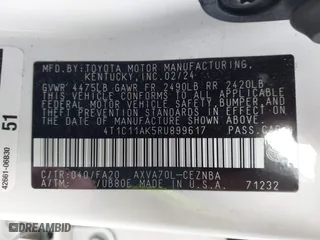 MFD.BY:TOYOTA MOTOR MANUFACTURING,
KENTUCKY,INC. 02/24
GVWR 4475LB GAWR FR 2490LB RR 2420LB
THIS VEHICLE CONFORMS TO ALL APPLICABLE
FEDERAL MOTOR VEHICLE SAFETY, BUMPER, AND
THEFT PREVENTION STANDARDS IN EFFECT ON THE
DATE OF MANUFACTURE SHOWN ABOVE.
4T1C11AK5RU899617 PASS.CAR
C/TR:040/FA20 AXVA70L-CEZNBA
A/TM: /UB80E MADE IN U.S.A. 71232
51
42661-06B30
BIDCARS